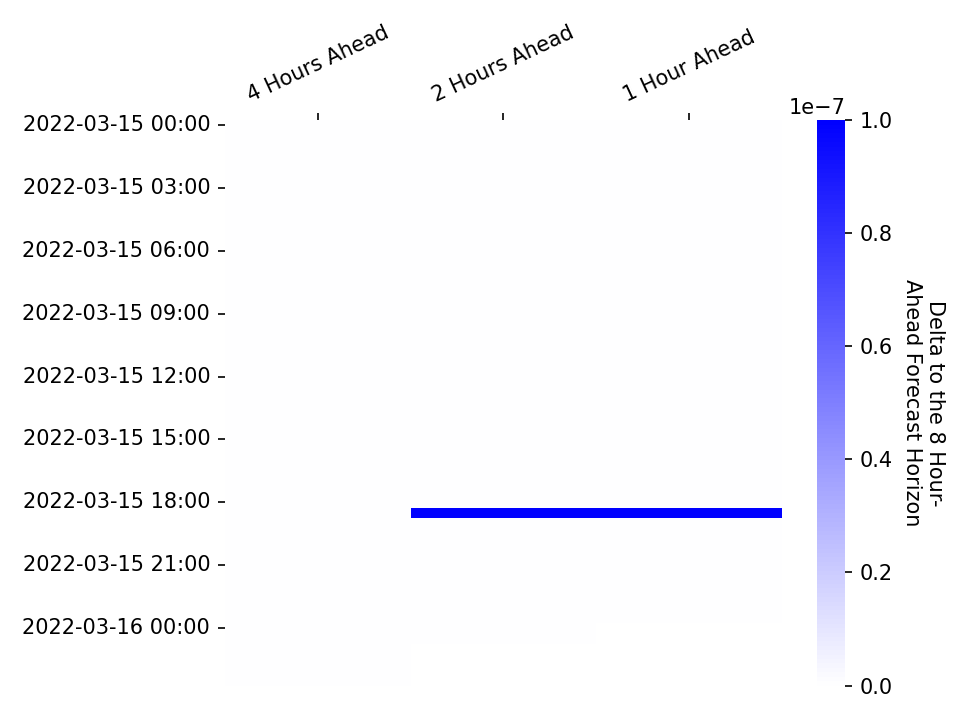 4 Hours Ahead
2 Hours Ahead
1 Hour Ahead
2022-03-15 00:00
2022-03-15 03:00
2022-03-15 06:00
2022-03-15 09:00
2022-03-15 12:00
2022-03-15 15:00
2022-03-15 18:00
2022-03-15 21:00
2022-03-16 00:00
1e−7
1.0
0.8
0.6
0.4
0.2
0.0
Delta to the 8 Hour-
Ahead Forecast Horizon